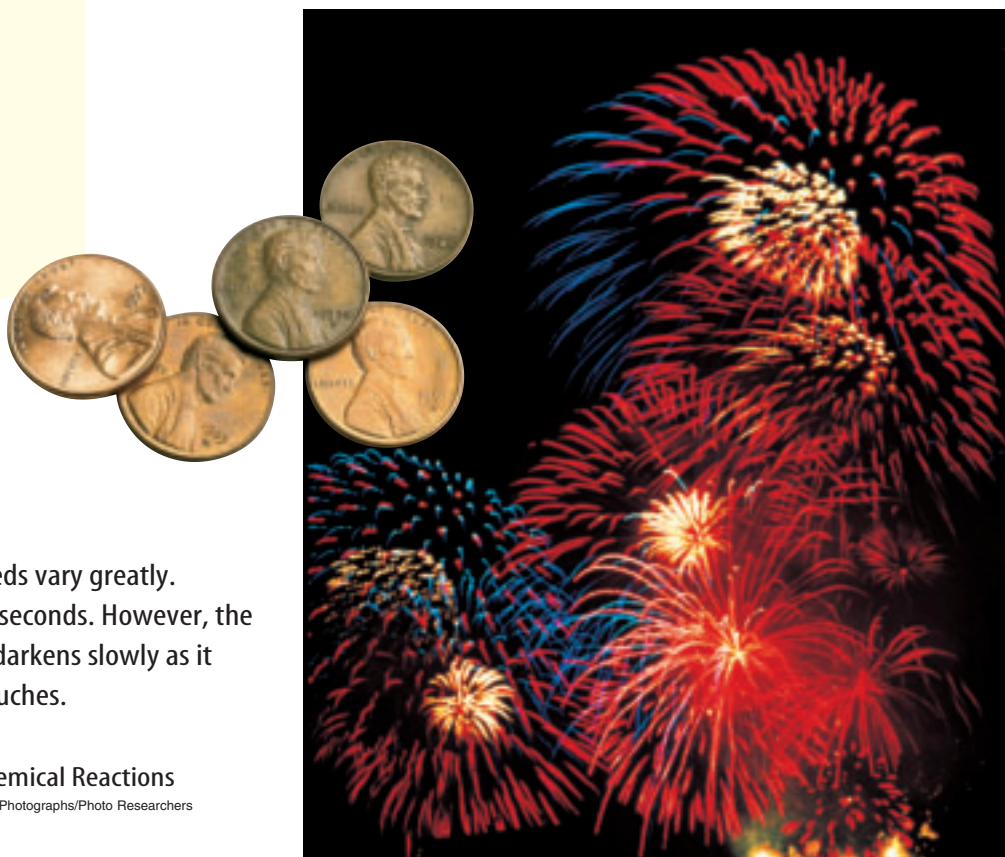 eds vary greatly.
seconds. However, the
darkens slowly as it
uches.
emical Reactions
Photographs/Photo Researchers